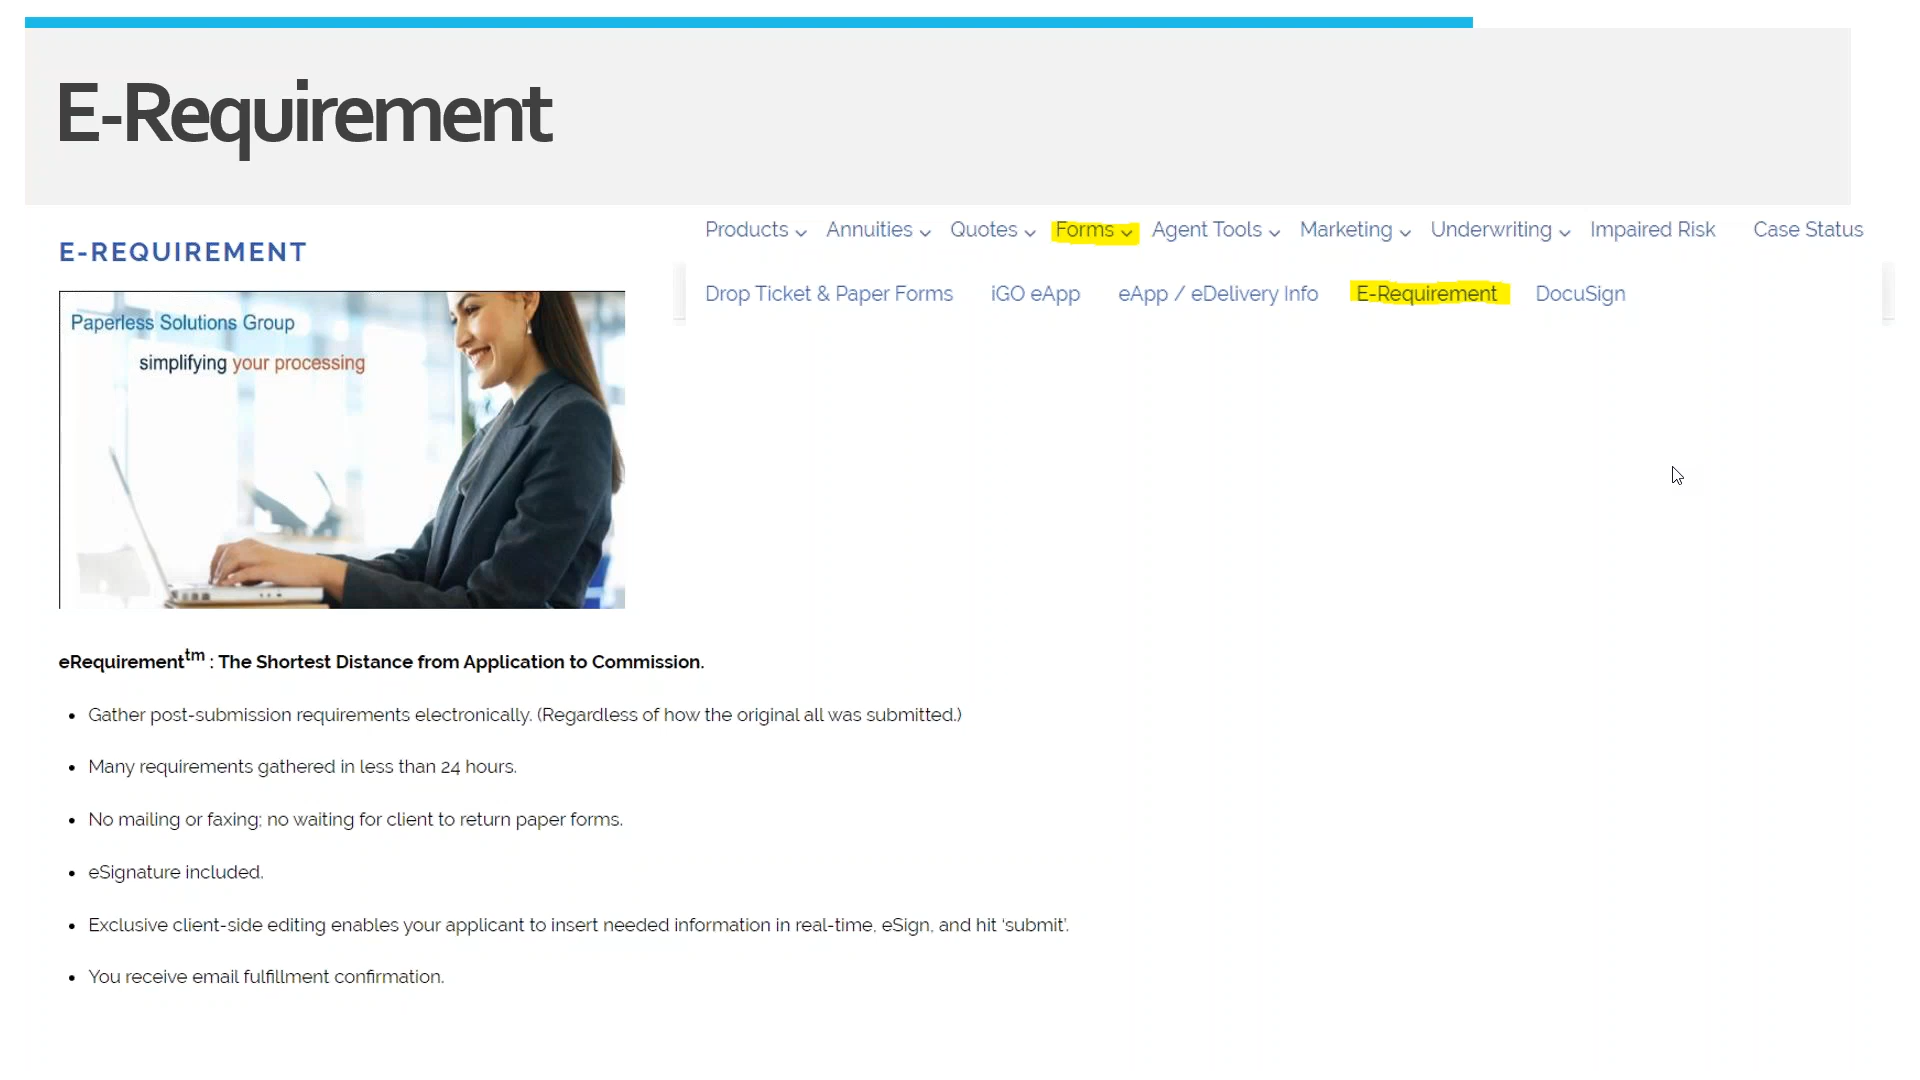 E-Requirement
Products Annuities Quotes Forms Agent Tools Marketing Underwriting Impaired Risk Case Status
Drop Ticket & Paper Forms iGO eApp eApp / eDelivery Info E-Requirement DocuSign
E-REQUIREMENT
Paperless Solutions Group
simplifying your processing
eRequirementtm : The Shortest Distance from Application to Commission.
• Gather post-submission requirements electronically. (Regardless of how the original all was submitted.)
• Many requirements gathered in less than 24 hours.
• No mailing or faxing; no waiting for client to return paper forms.
• eSignature included.
• Exclusive client-side editing enables your applicant to insert needed information in real-time, eSign, and hit ‘submit’.
• You receive email fulfillment confirmation.